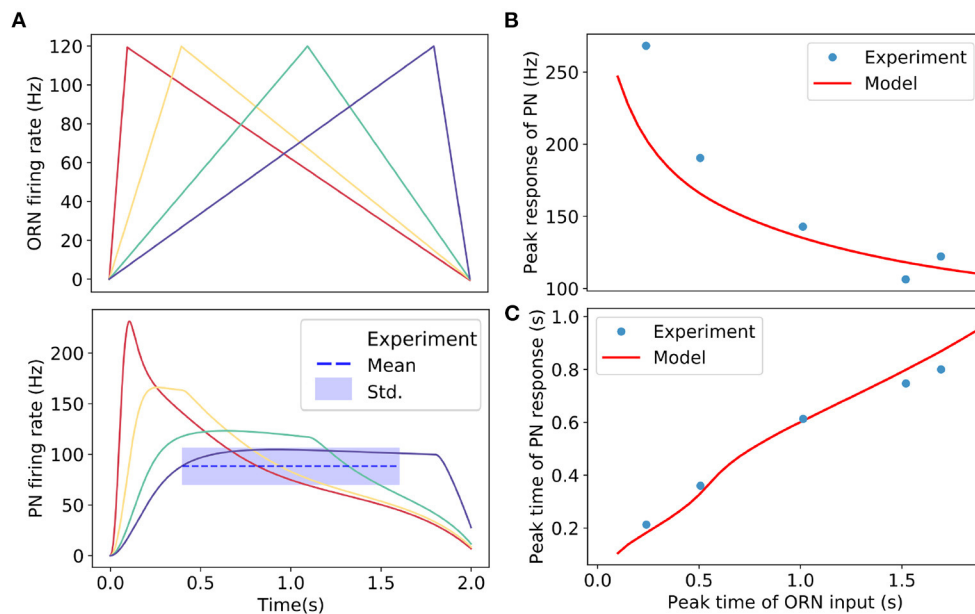 A
ORN firing rate (Hz)
120
100
80
60
40
20
0
PN firing rate (Hz)
200
150
100
50
0
Experiment
Mean
Std.
0.0 0.5 1.0 1.5 2.0
Time(s)
B
Peak response of PN (Hz)
250
200
150
100
Experiment
Model
C
Peak time of PN response (s)
1.0
0.8
0.6
0.4
0.2
Experiment
Model
0.0 0.5 1.0 1.5
Peak time of ORN input (s)